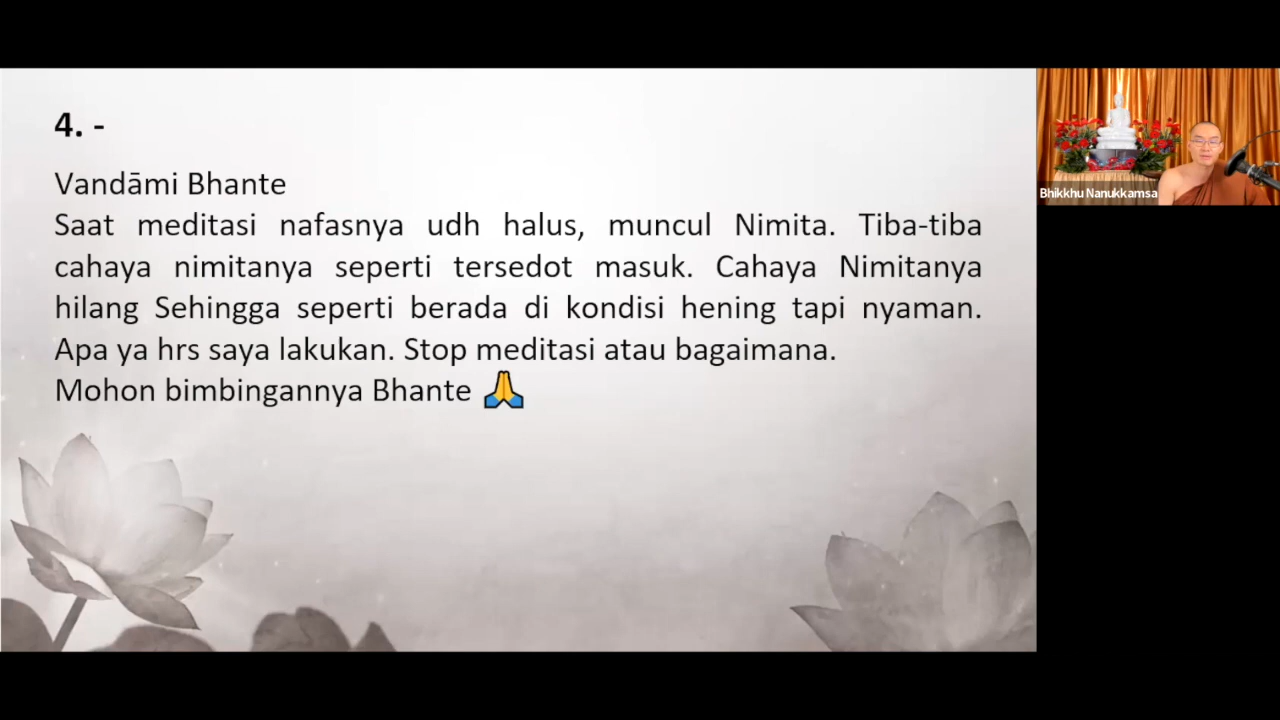 4. -
Vandāmi Bhante
Saat meditasi nafasnya udh halus, muncul Nimita. Tiba-tiba
cahaya nimitanya seperti tersedot masuk. Cahaya Nimitanya
hilang Sehingga seperti berada di kondisi hening tapi nyaman.
Apa ya hrs saya lakukan. Stop meditasi atau bagaimana.
Mohon bimbingannya Bhante 🙏
Bhikkhu Nanukkamsa